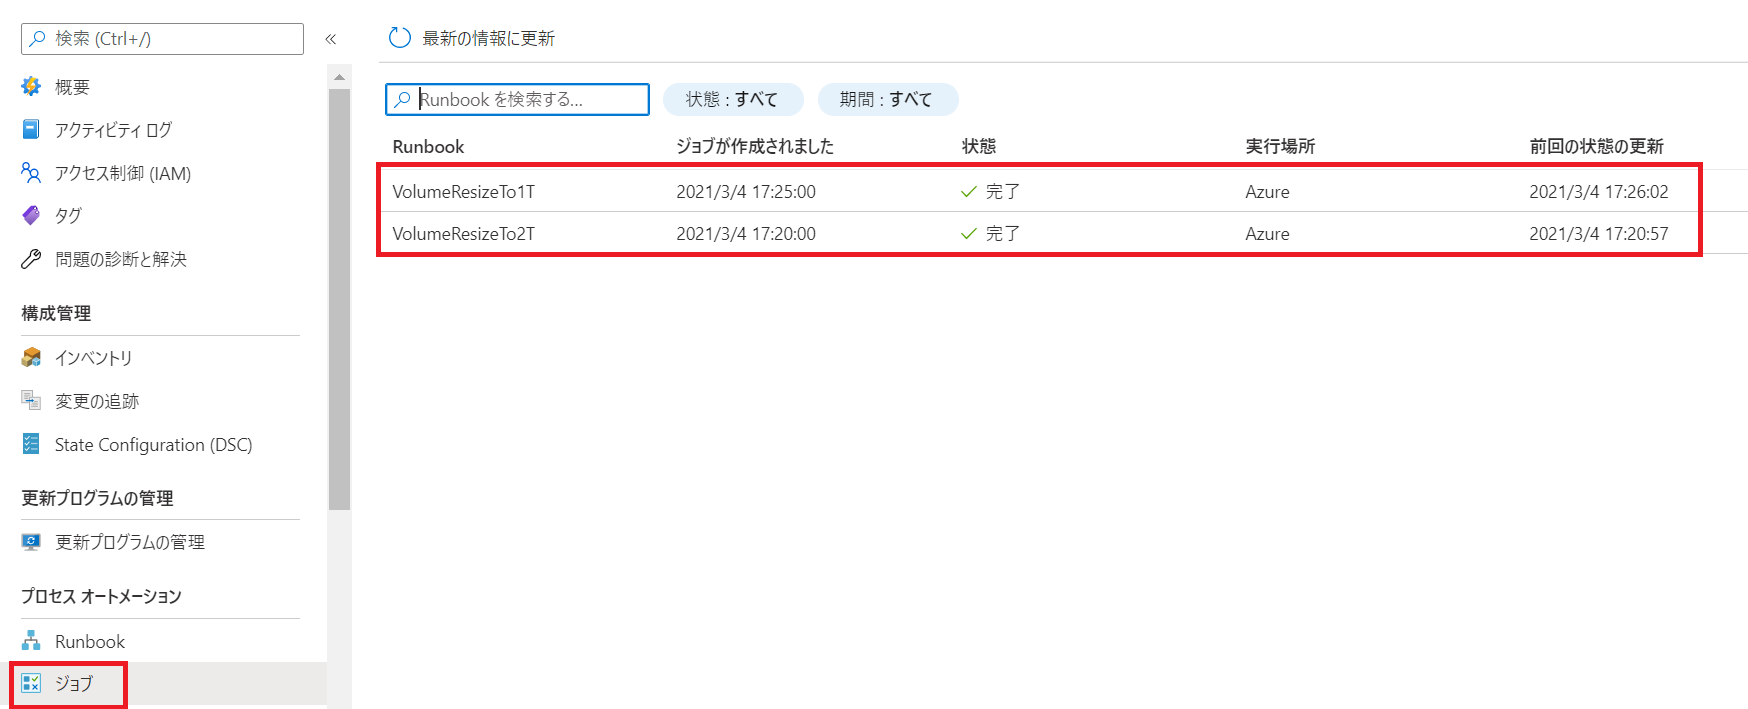 検索 (Ctrl+/)
«
概要
アクティビティ ログ
アクセス制御 (IAM)
タグ
問題の診断と解決
構成管理
インベントリ
変更の追跡
State Configuration (DSC)
更新プログラムの管理
更新プログラムの管理
プロセス オートメーション
Runbook
ジョブ
最新の情報に更新
Runbook を検索する...
状態 : すべて
期間 : すべて
Runbook ジョブが作成されました 状態 実行場所 前回の状態の更新
VolumeResizeTo1T 2021/3/4 17:25:00 完了 Azure 2021/3/4 17:26:02
VolumeResizeTo2T 2021/3/4 17:20:00 完了 Azure 2021/3/4 17:20:57